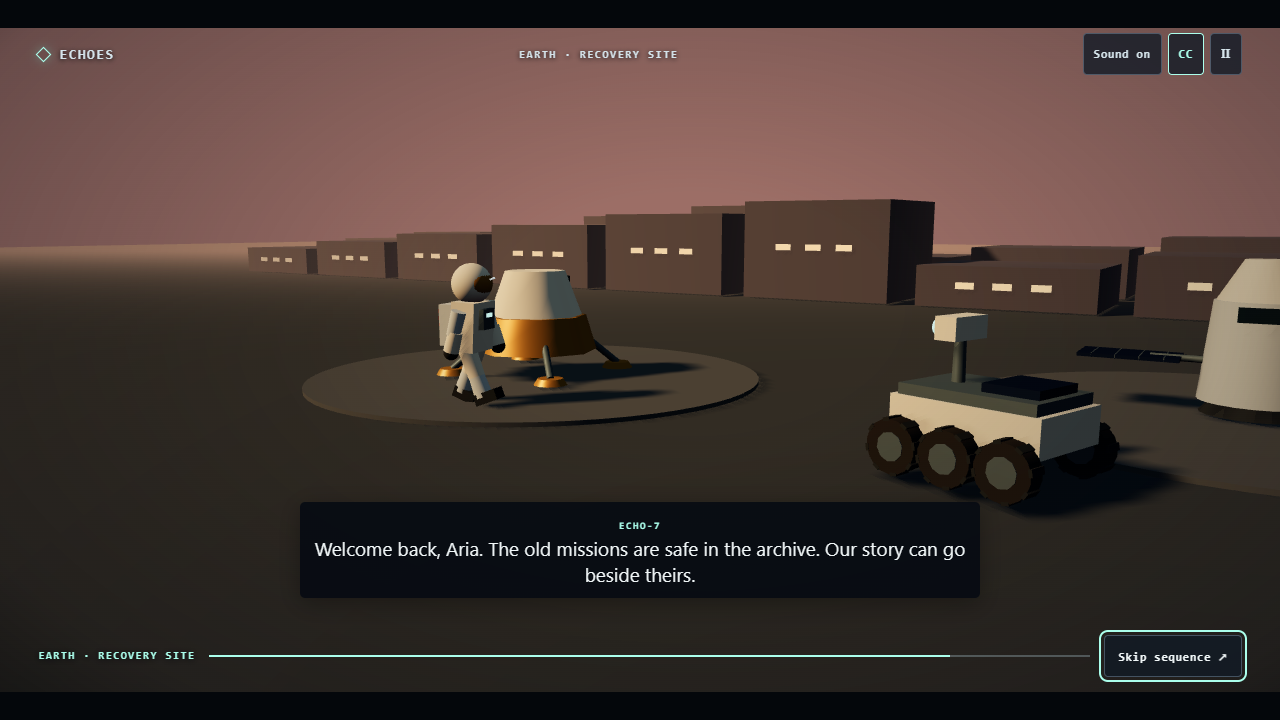 ECHOES
EARTH · RECOVERY SITE
Sound on
CC
ECHO-7
Welcome back, Aria. The old missions are safe in the archive. Our story can go
beside theirs.
EARTH · RECOVERY SITE
Skip sequence ↗